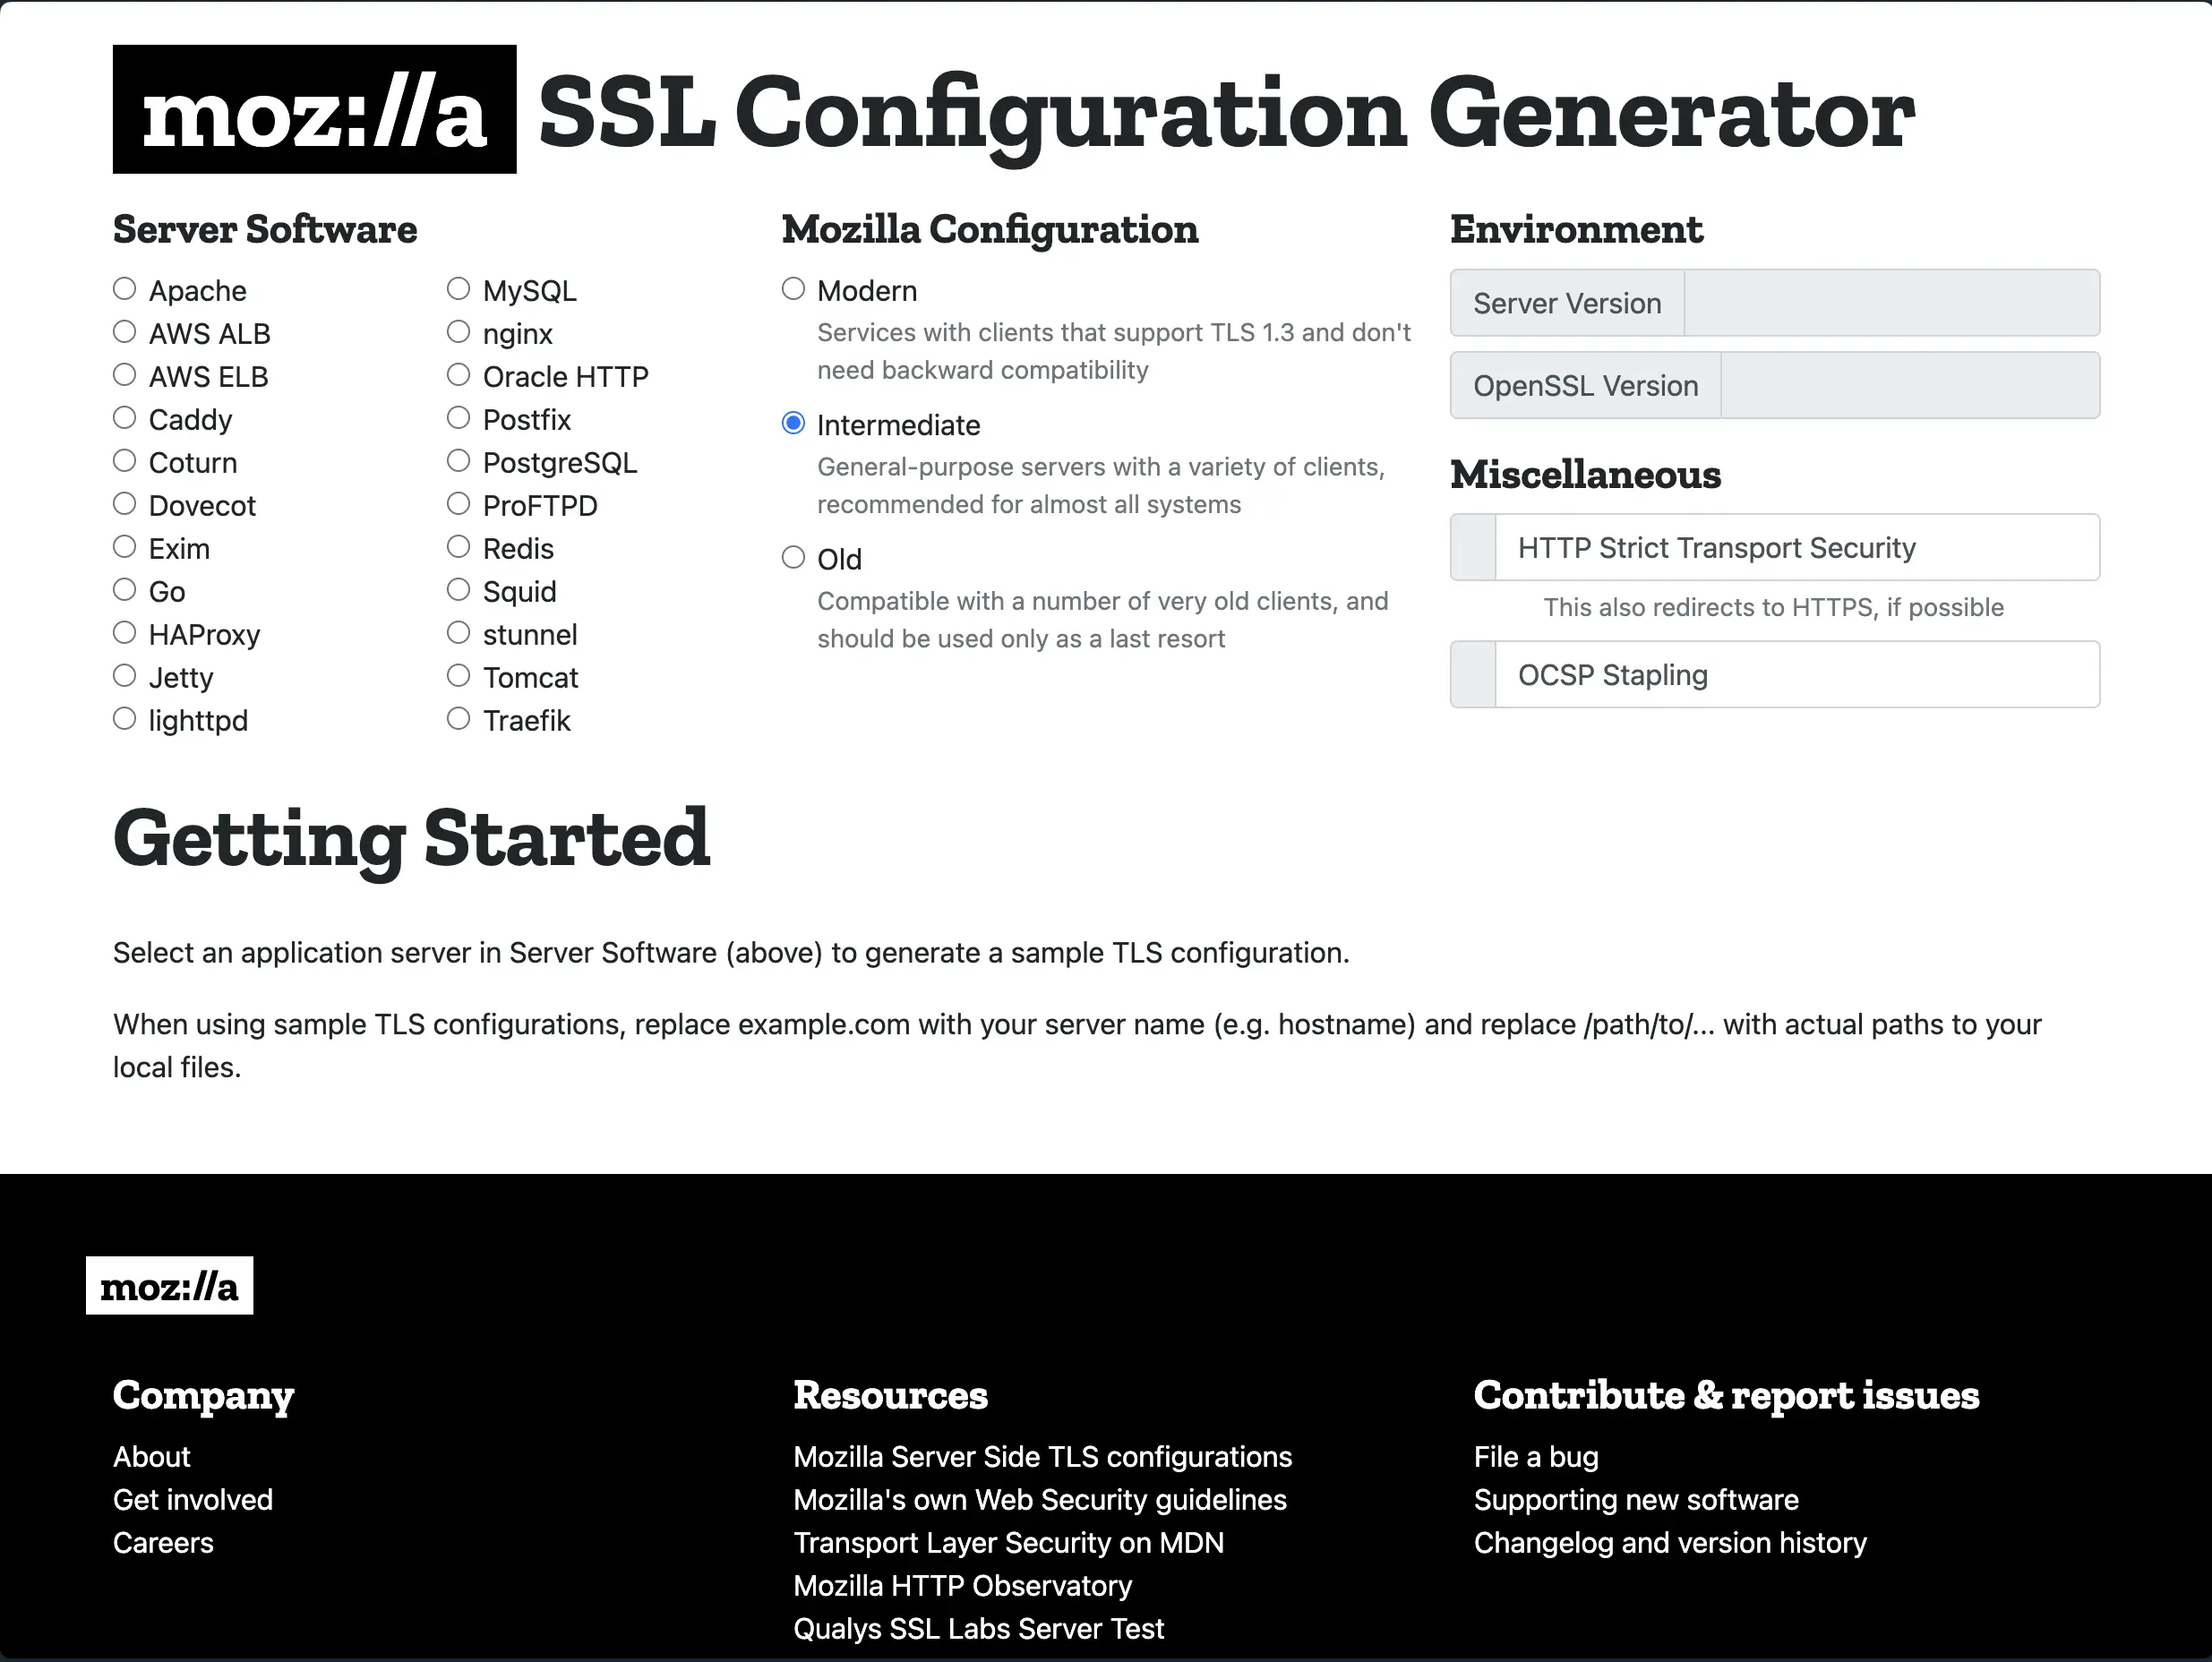 moz://a SSL Configuration Generator
Server Software
Apache
AWS ALB
AWS ELB
Caddy
Coturn
Dovecot
Exim
Go
HAProxy
Jetty
lighttpd
MySQL
nginx
Oracle HTTP
Postfix
PostgreSQL
ProFTPD
Redis
Squid
stunnel
Tomcat
Traefik
Mozilla Configuration
Modern
Services with clients that support TLS 1.3 and don't
need backward compatibility
Intermediate
General-purpose servers with a variety of clients,
recommended for almost all systems
Old
Compatible with a number of very old clients, and
should be used only as a last resort
Environment
Server Version
OpenSSL Version
Miscellaneous
HTTP Strict Transport Security
This also redirects to HTTPS, if possible
OCSP Stapling
Getting Started
Select an application server in Server Software (above) to generate a sample TLS configuration.
When using sample TLS configurations, replace example.com with your server name (e.g. hostname) and replace /path/to/... with actual paths to your
local files.
moz://a
Company
About
Get involved
Careers
Resources
Mozilla Server Side TLS configurations
Mozilla's own Web Security guidelines
Transport Layer Security on MDN
Mozilla HTTP Observatory
Qualys SSL Labs Server Test
Contribute & report issues
File a bug
Supporting new software
Changelog and version history